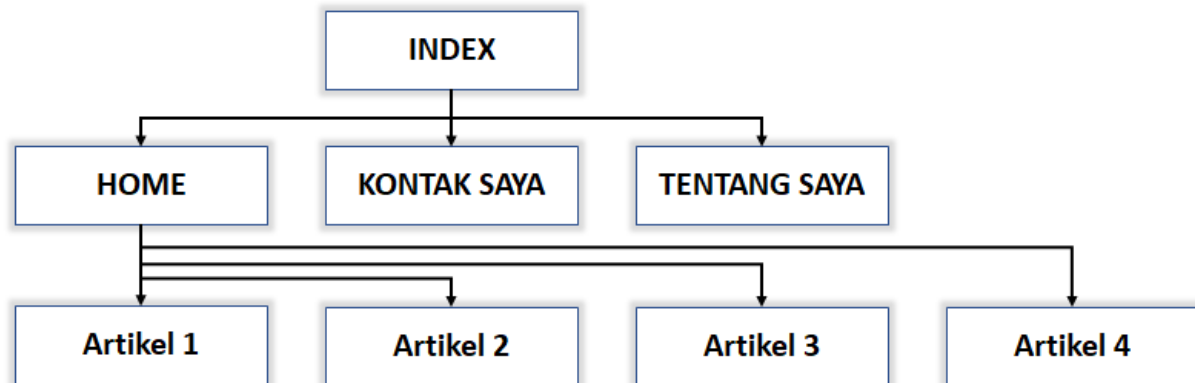 INDEX
HOME
KONTAK SAYA
TENTANG SAYA
Artikel 1
Artikel 2
Artikel 3
Artikel 4